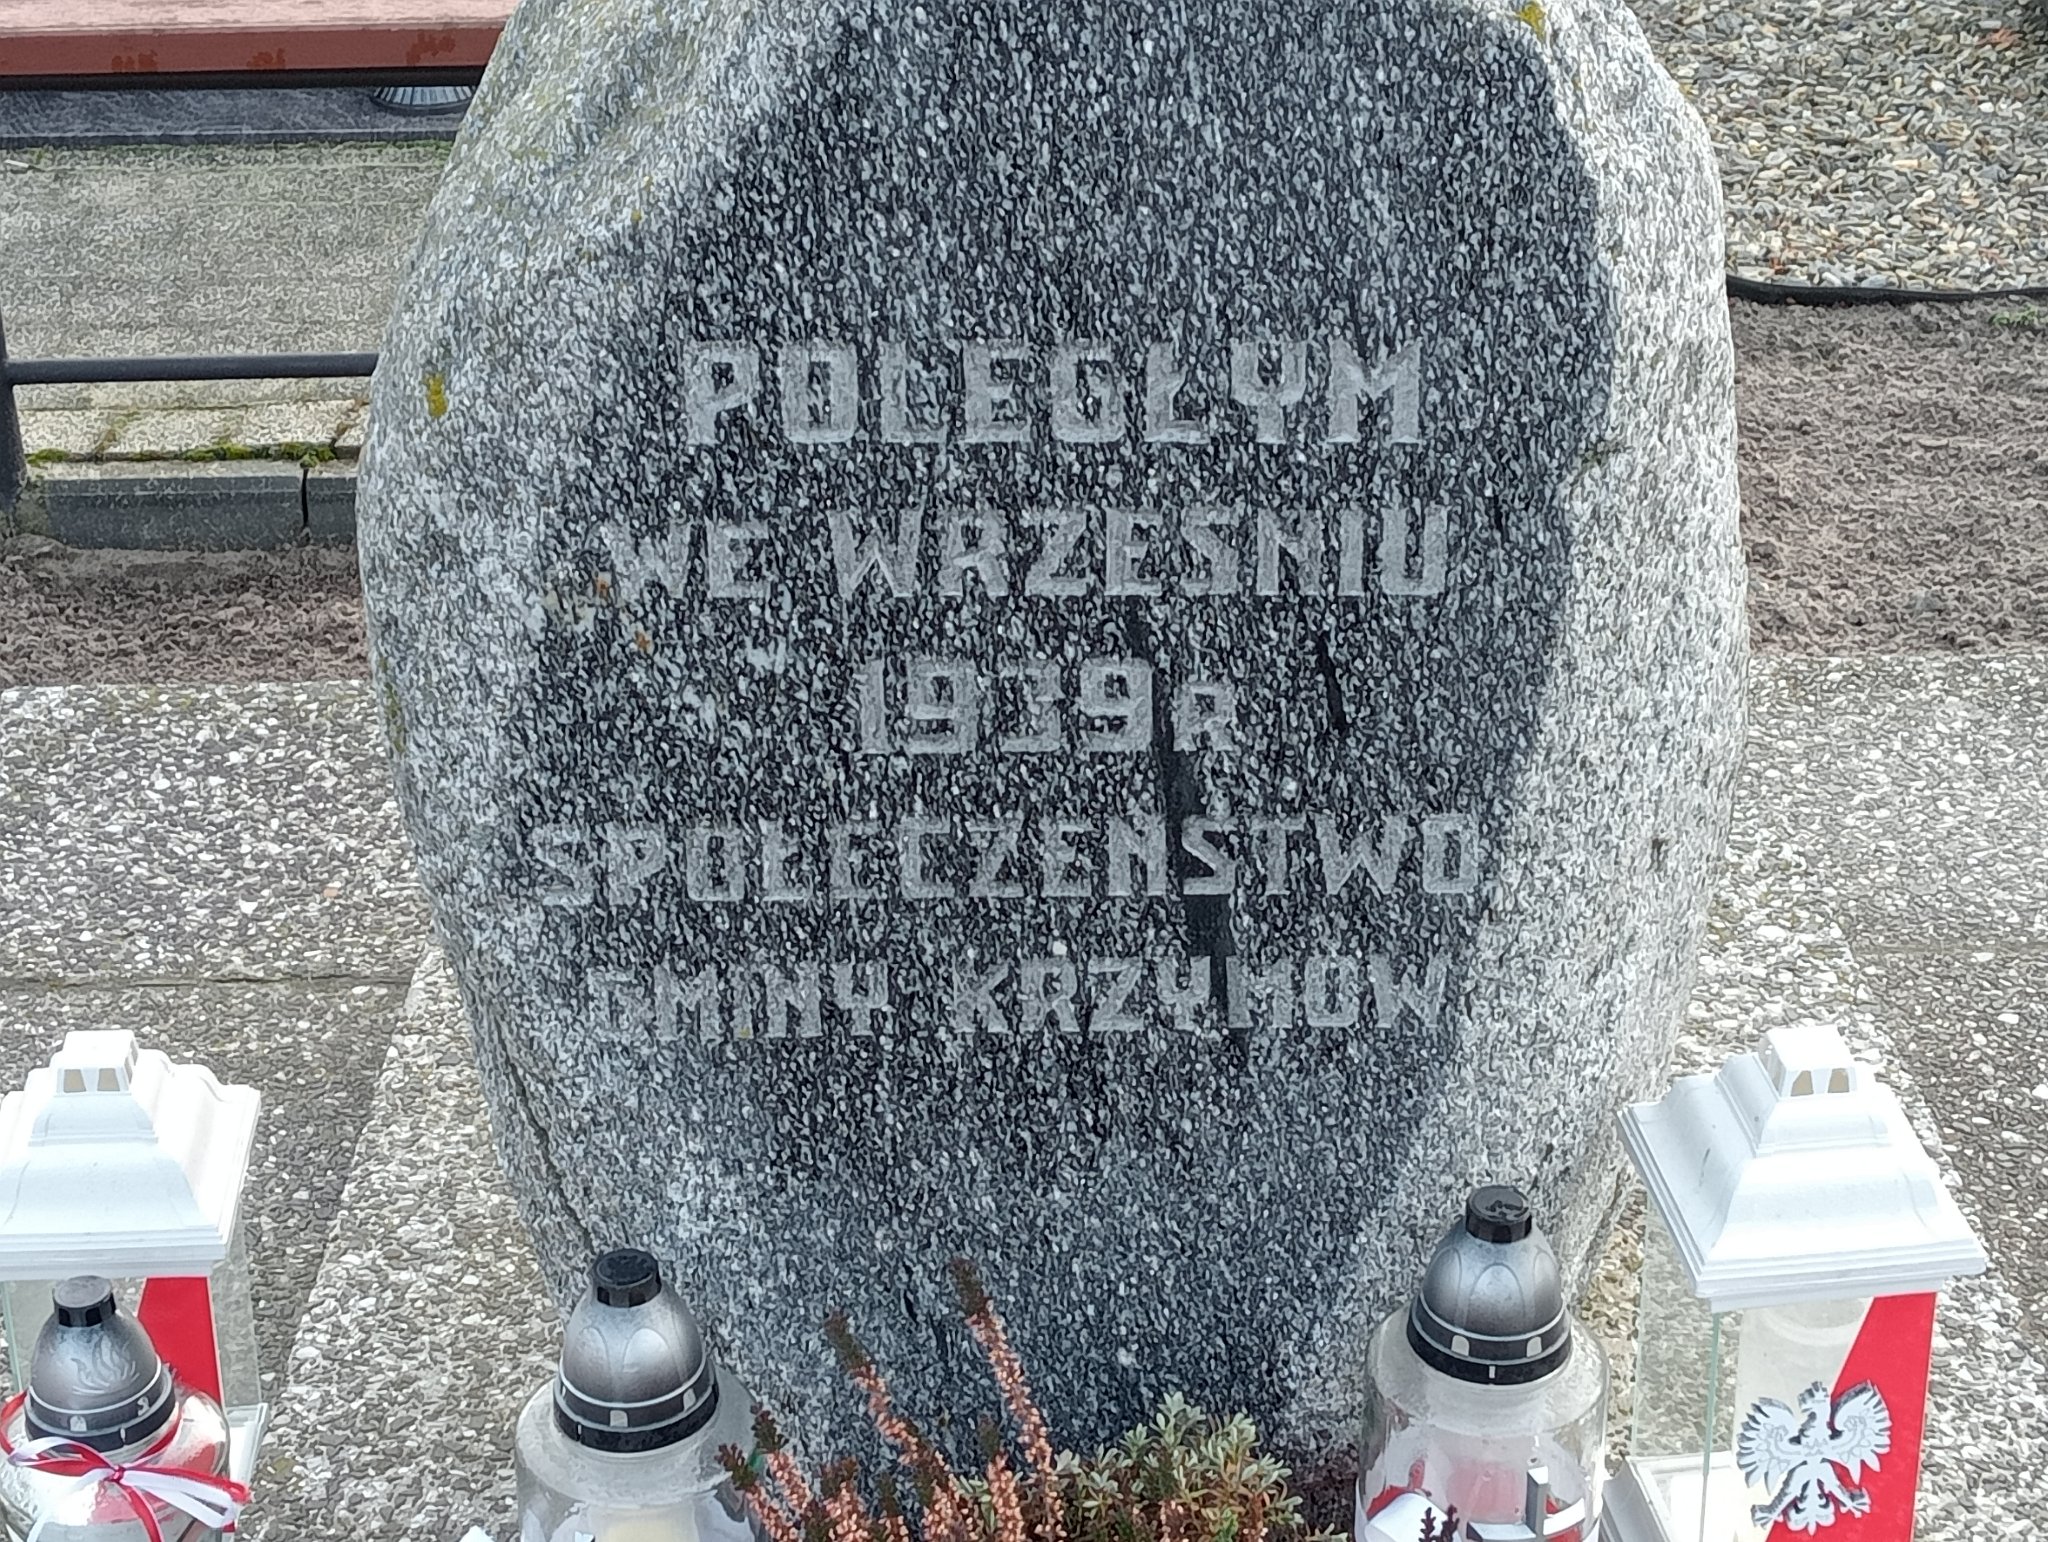 POLEGŁYM
WE WRZEŚNIU
1939 R
SPOŁECZEŃSTWO
GMINY KRZYMÓW